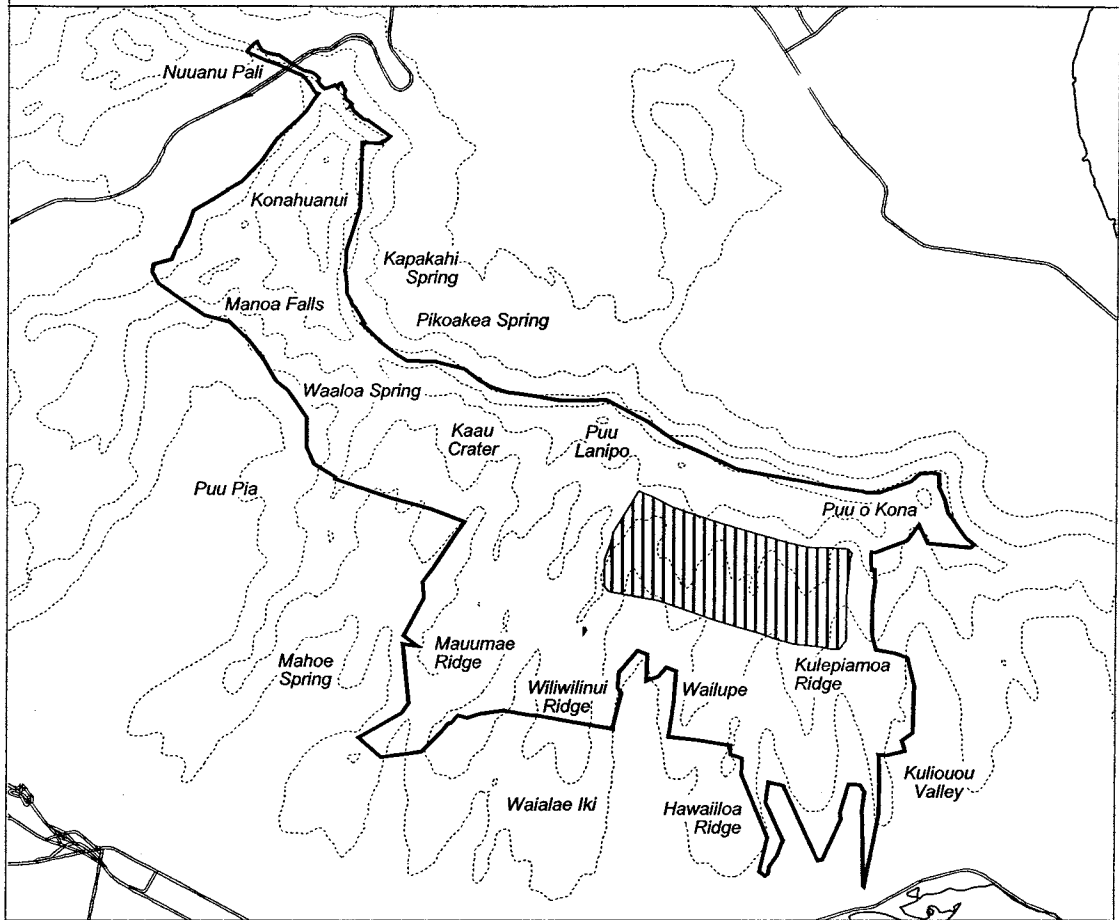 Nuuanu Pali
Konahuanui
Kapakahi
Spring
Manoa Falls
Pikoakea Spring
Waaloa Spring
Kaau
Crater
Puu
Lanipo
Puu Pia
Puu o Kona
Mauumae
Ridge
Mahoe
Spring
Wiliwilinui
Ridge
Wailupe
Kulepiamoa
Ridge
Waialae Iki
Hawaiiloa
Ridge
Kuliouou
Valley